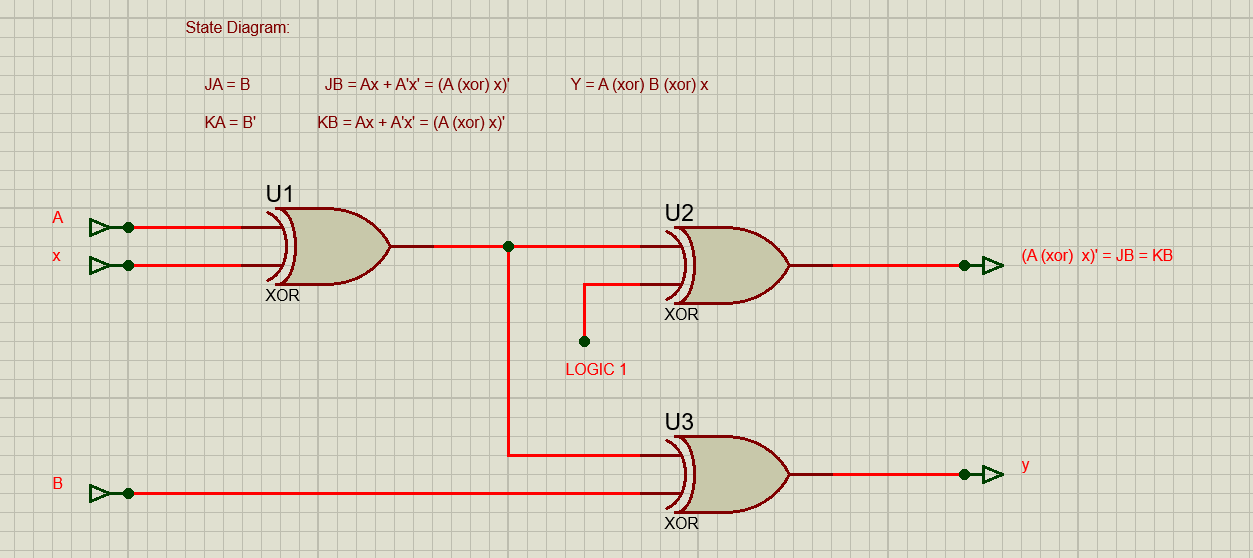 State Diagram:
JA = B JB = Ax + A'x' = (A (xor) x)' Y = A (xor) B (xor) x
KA = B' KB = Ax + A'x' = (A (xor) x)'
U1
A
x
XOR
U2
(A (xor) x)' = JB = KB
XOR
LOGIC 1
U3
y
B
XOR